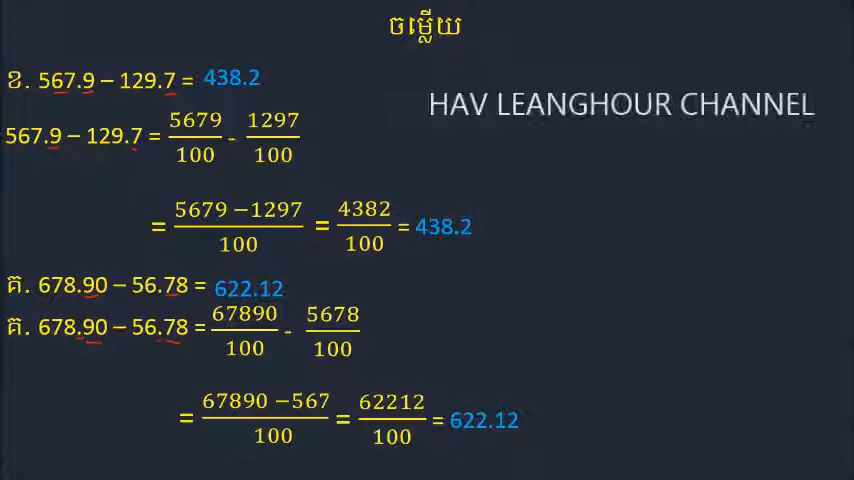 ចម្លើយ
ខ. 567.9 – 129.7 = 438.2
HAV LEANGHOUR CHANNEL
567.9 – 129.7 = 5679/100 - 1297/100
= 5679 –1297/100 = 4382/100 = 438.2
គ. 678.90 – 56.78 = 622.12
គ. 678.90 – 56.78 = 67890/100 - 5678/100
= 67890 –567/100 = 62212/100 = 622.12